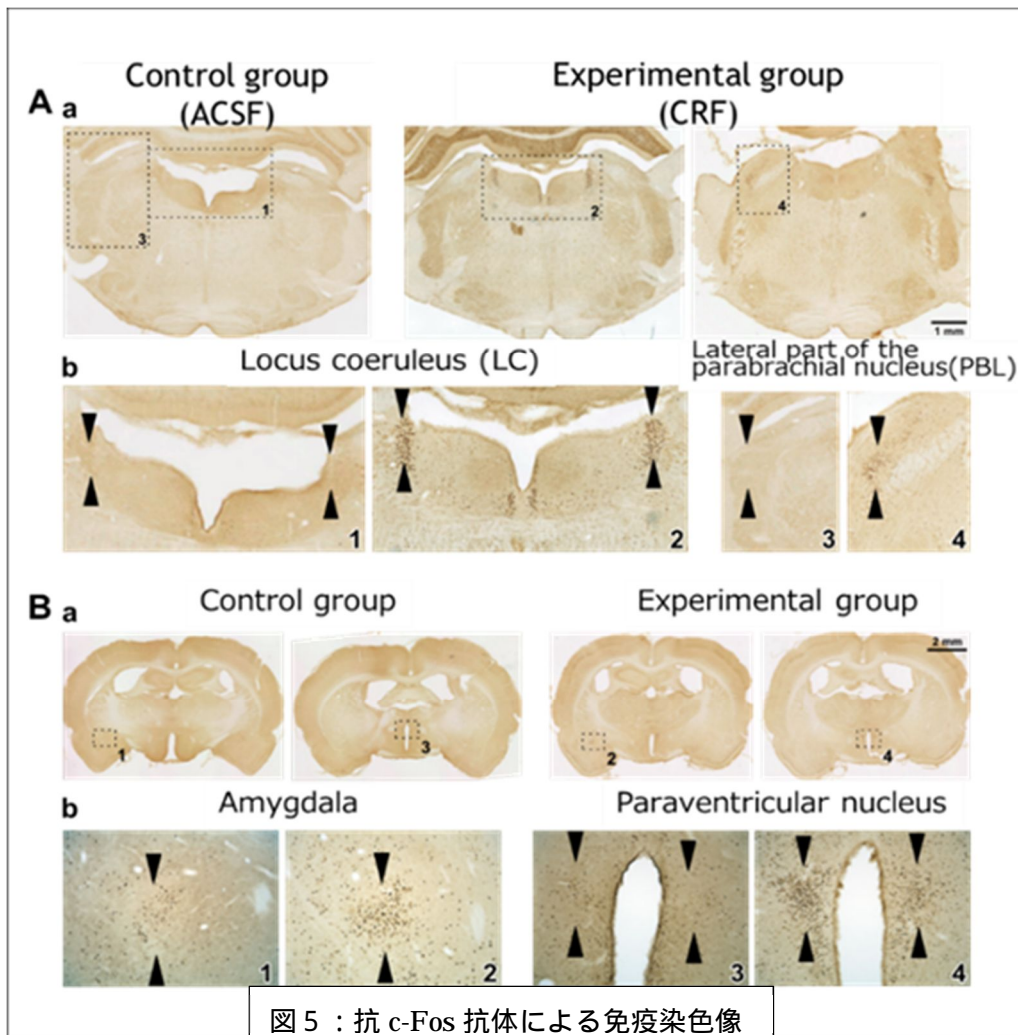 Control group
(ACSF)
Experimental group
(CRF)
A a
1
3
2
4
1 mm
b
Locus coeruleus (LC)
Lateral part of the
parabrachial nucleus(PBL)
1
2
3
4
B a
Control group
Experimental group
1
3
2
2 mm
4
b
Amygdala
Paraventricular nucleus
1
2
3
4
図5:抗 c-Fos 抗体による免疫染色像